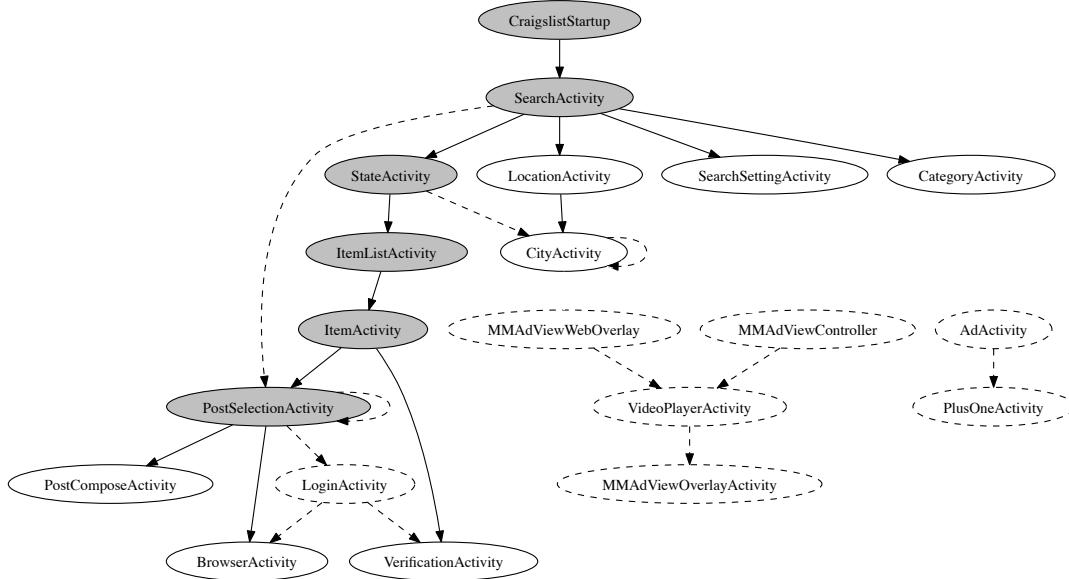 CraigslistStartup
SearchActivity
StateActivity
LocationActivity
SearchSettingActivity
CategoryActivity
ItemListActivity
CityActivity
ItemActivity
MMAdViewWebOverlay
MMAdViewController
AdActivity
PostSelectionActivity
VideoPlayerActivity
PlusOneActivity
PostComposeActivity
LoginActivity
MMAdViewOverlayActivity
BrowserActivity
VerificationActivity